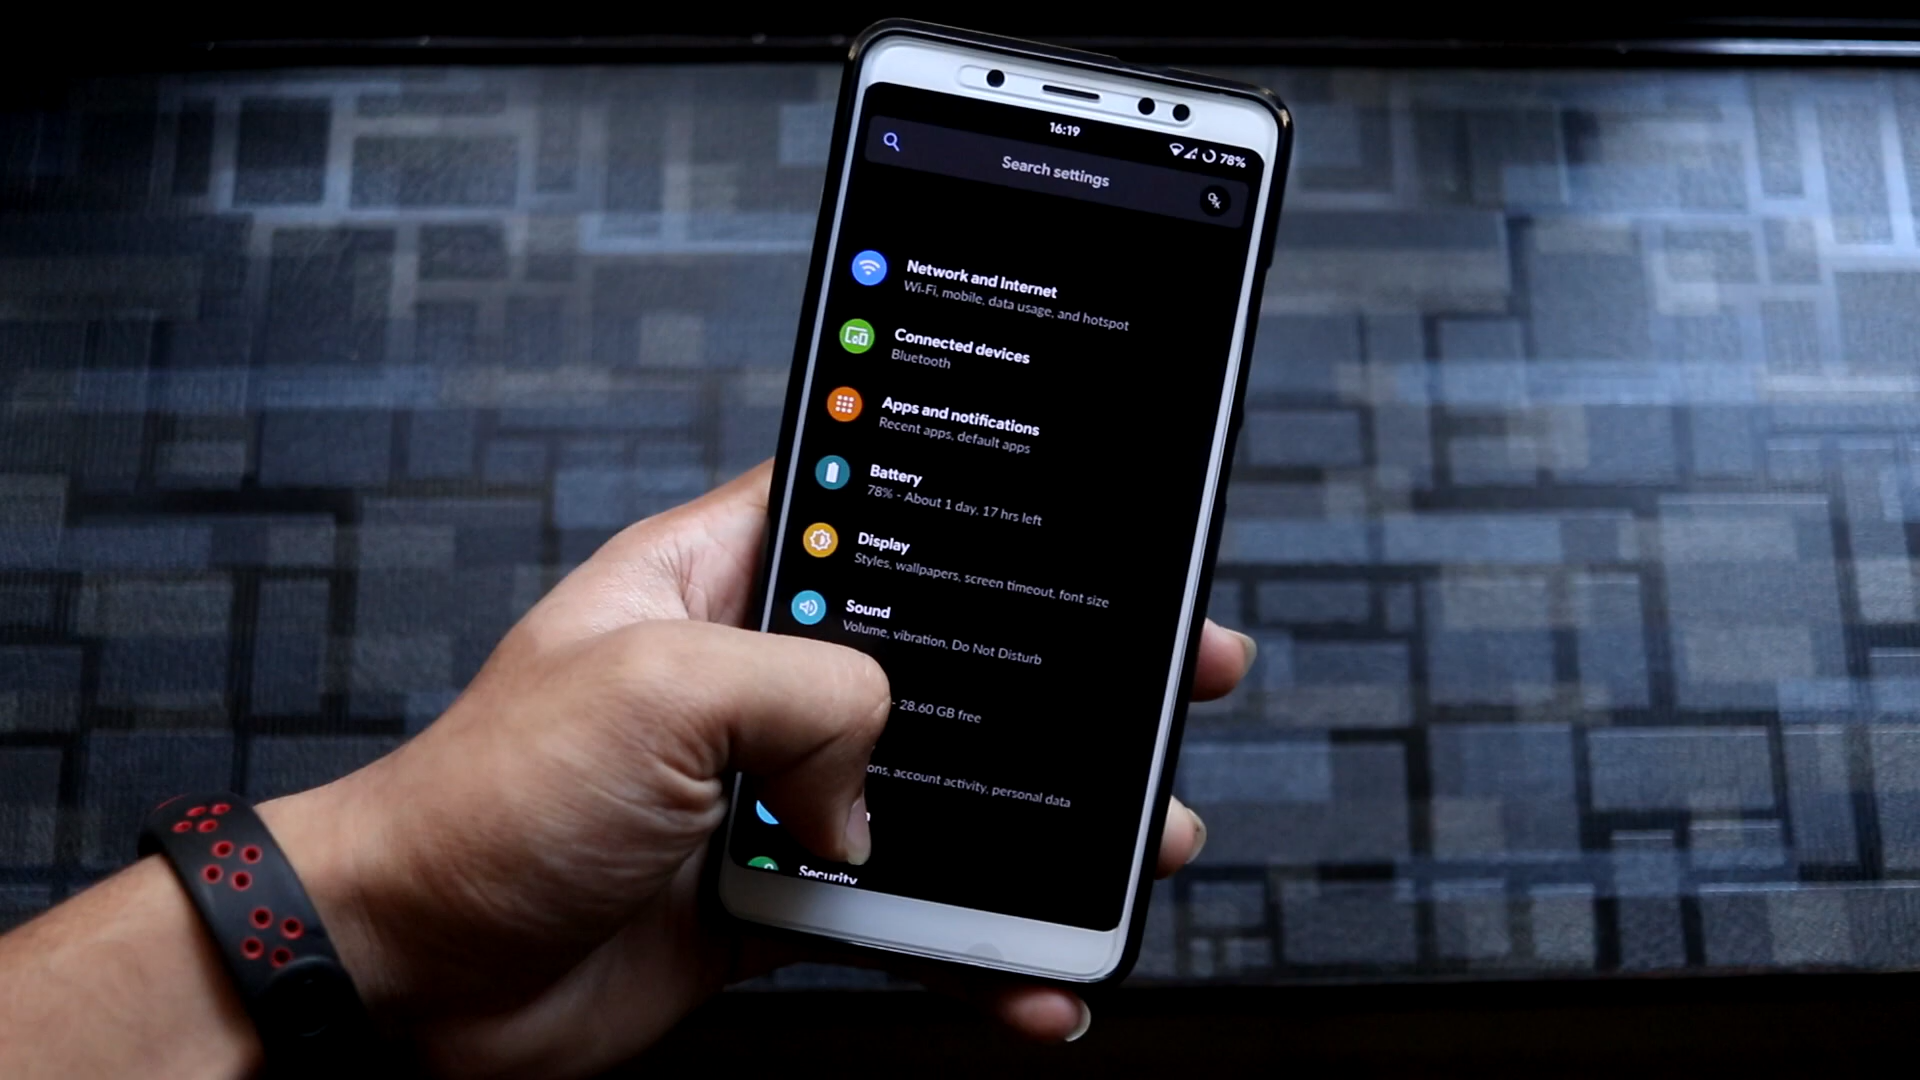 16:19
78%
Search settings
Network and Internet
Wi-Fi, mobile, data usage, and hotspot
Connected devices
Bluetooth
Apps and notifications
Recent apps, default apps
Battery
78% - About 1 day, 17 hrs left
Display
Styles, wallpapers, screen timeout, font size
Sound
Volume, vibration, Do Not Disturb
- 28.60 GB free
account activity, personal data
Security